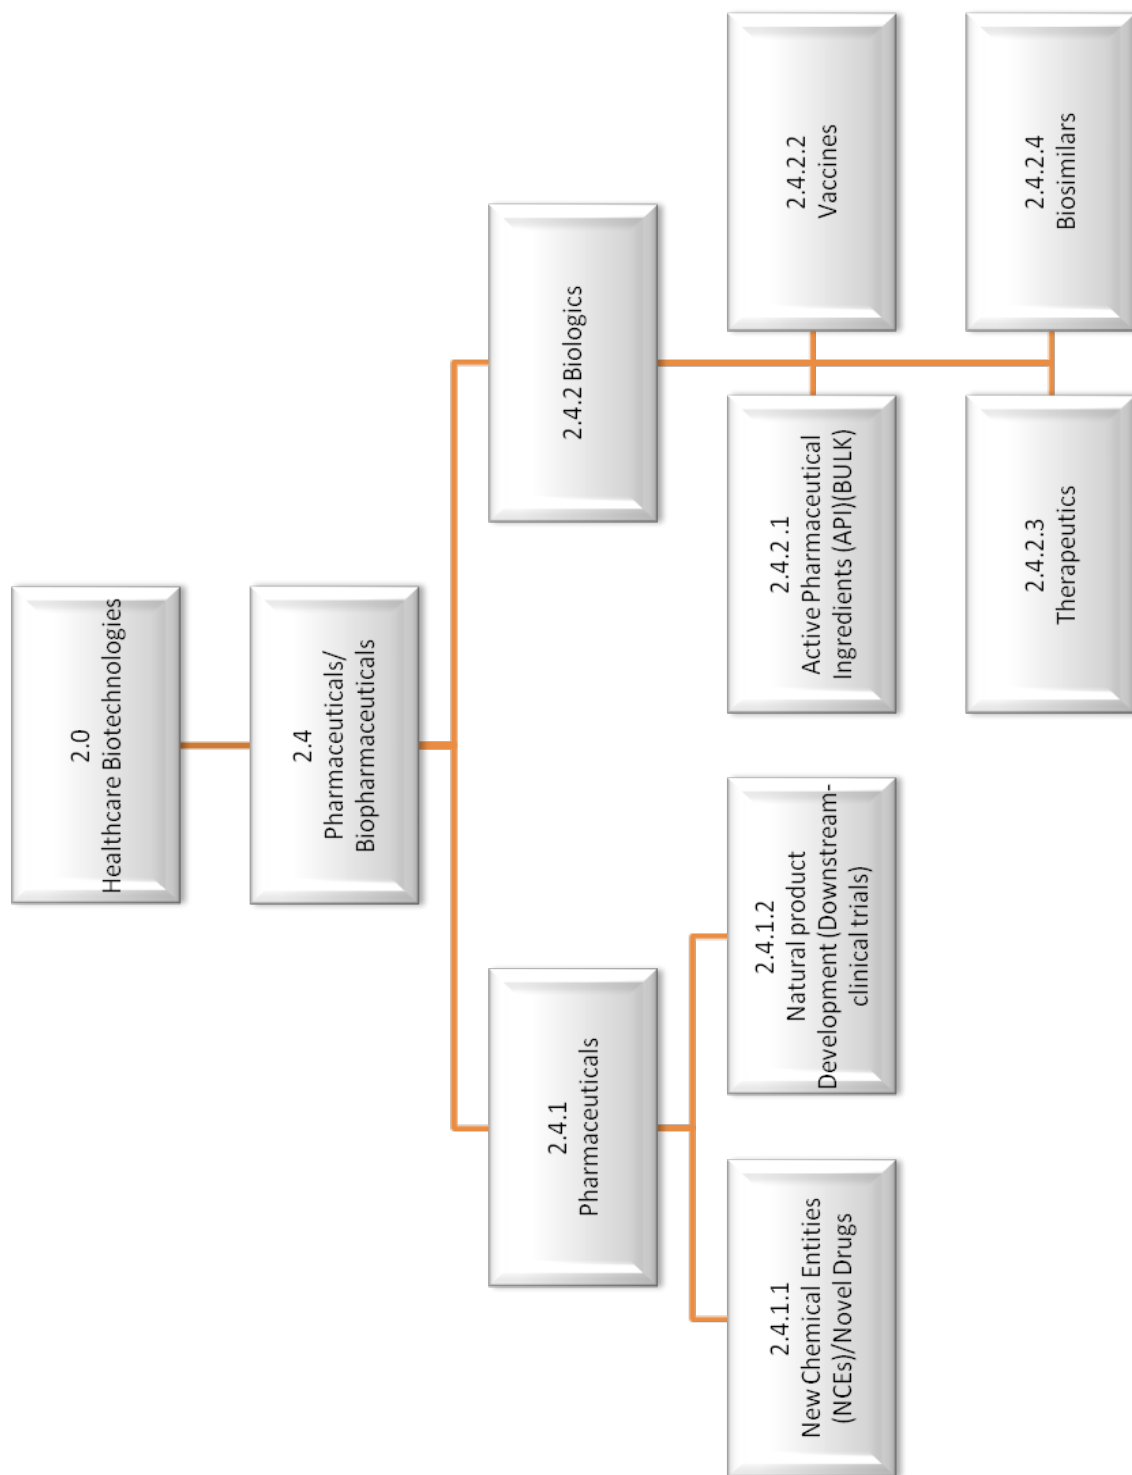 2.0
Healthcare Biotechnologies
2.4
Pharmaceuticals/
Biopharmaceuticals
2.4.1
Pharmaceuticals
2.4.1.1
New Chemical Entities
(NCEs)/Novel Drugs
2.4.1.2
Natural product
Development (Downstream-
clinical trials)
2.4.2 Biologics
2.4.2 .1
Active Pharmaceutical
Ingredients (API)(BULK)
2.4.2.2
Vaccines
2.4.2.3
Therapeutics
2.4.2.4
Biosimilars